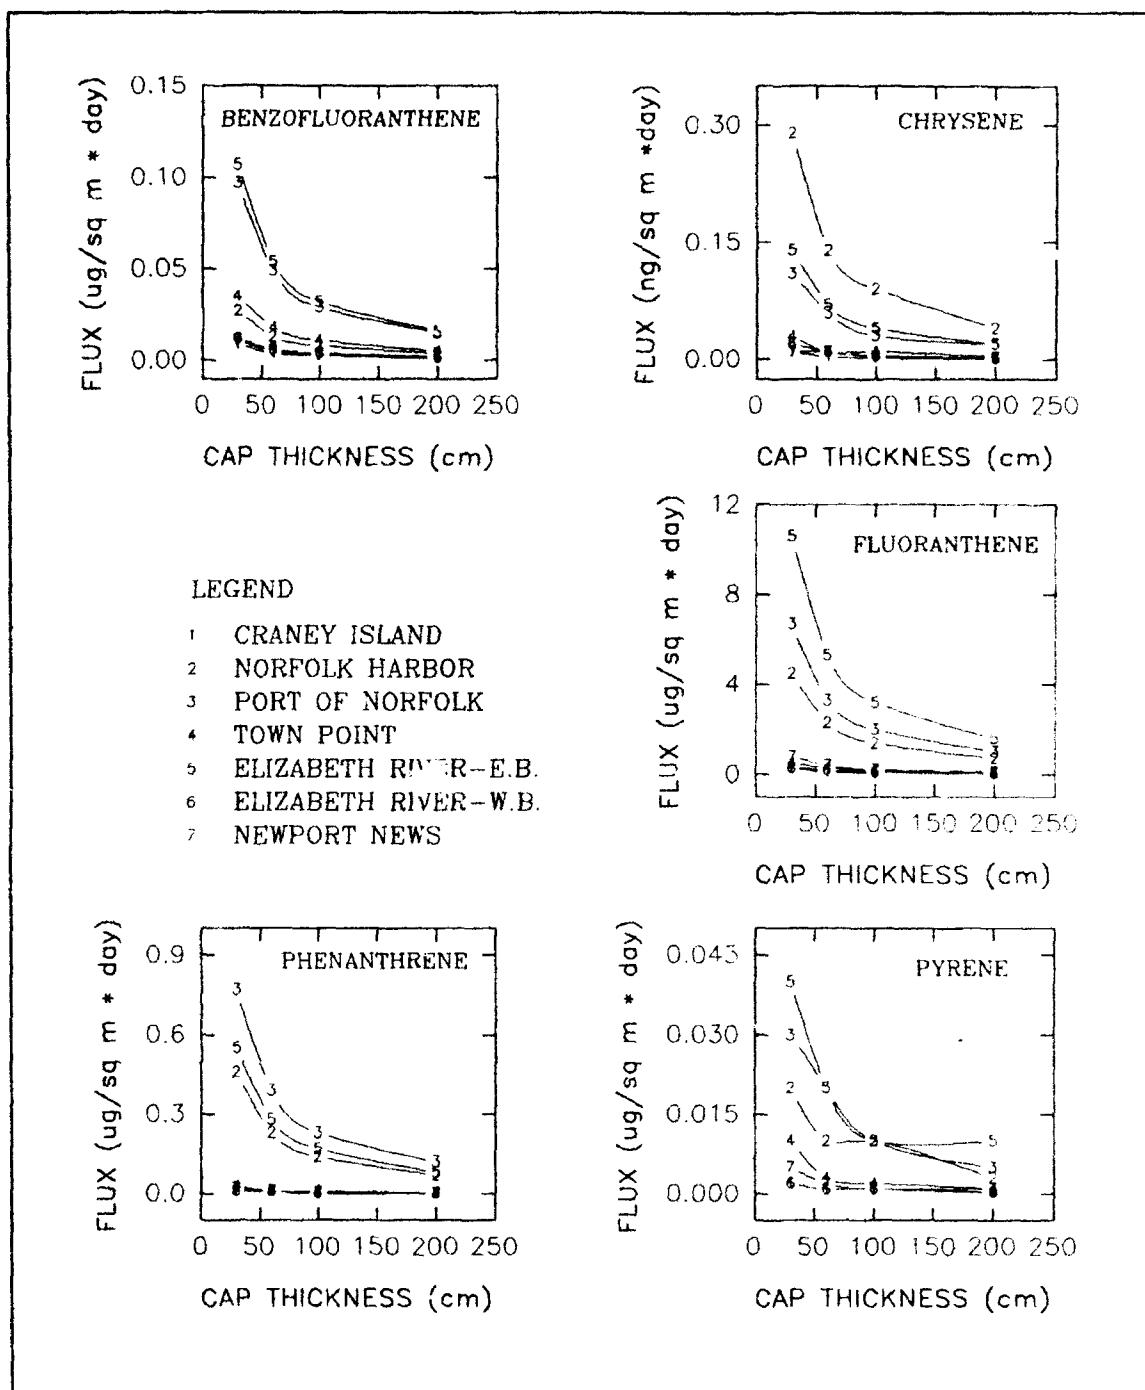 BENZOFLUORANTHENE
FLUX (ug/sq m * day)
0.15
0.10
0.05
0.00
0 50 100 150 200 250
CAP THICKNESS (cm)
CHRYSENE
FLUX (ng/sq m *day)
0.30
0.15
0.00
0 50 100 150 200 250
CAP THICKNESS (cm)
FLUORANTHENE
FLUX (ug/sq m * day)
12
8
4
0
0 50 100 150 200 250
CAP THICKNESS (cm)
LEGEND
1 CRANEY ISLAND
2 NORFOLK HARBOR
3 PORT OF NORFOLK
4 TOWN POINT
5 ELIZABETH RIVER-E.B.
6 ELIZABETH RIVER-W.B.
7 NEWPORT NEWS
PHENANTHRENE
FLUX (ug/sq m * day)
0.9
0.6
0.3
0.0
0 50 100 150 200 250
CAP THICKNESS (cm)
PYRENE
FLUX (ug/sq m * day)
0.045
0.030
0.015
0.000
0 50 100 150 200 250
CAP THICKNESS (cm)